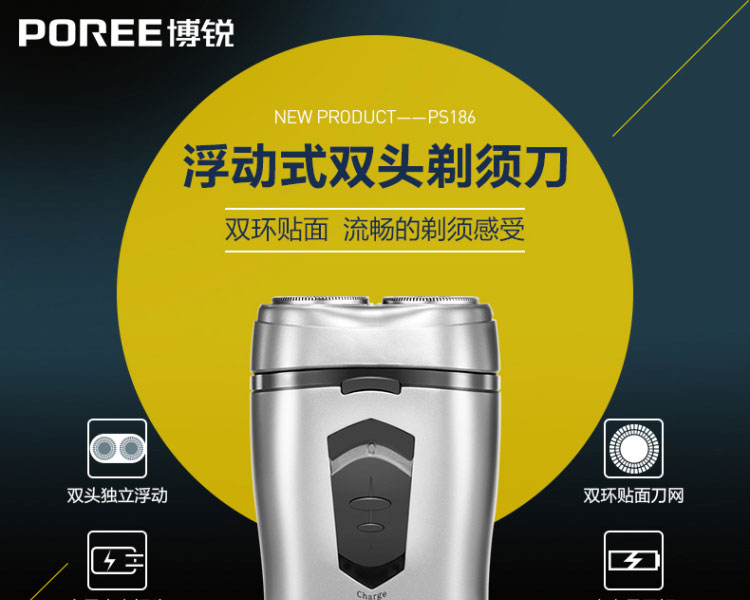 POREE博锐
NEW PRODUCT——PS186
浮动式双头剃须刀
双环贴面 流畅的剃须感受
双头独立浮动
双环贴面刀网
Charge